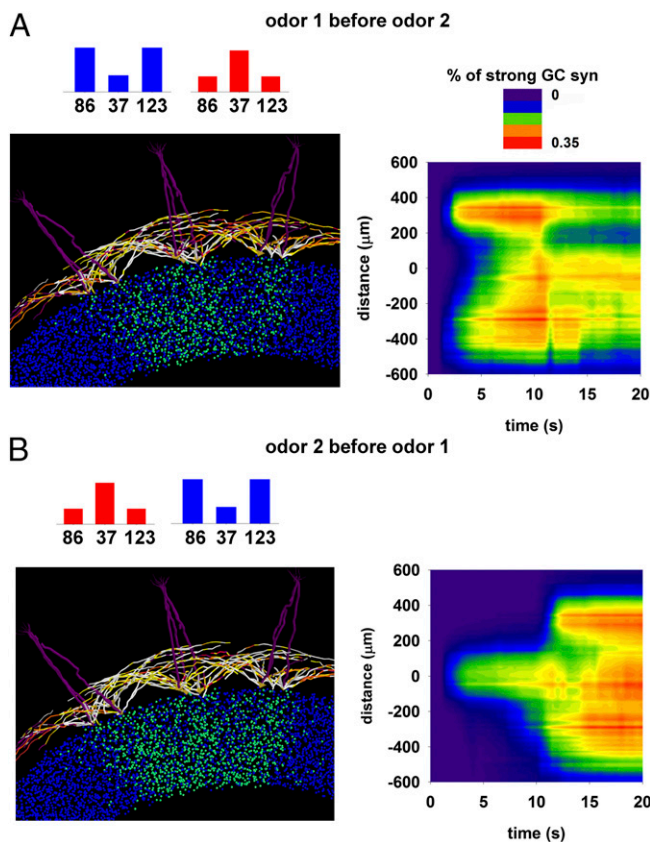 A
odor 1 before odor 2
86 37 123
86 37 123
% of strong GC syn
0
0.35
600
400
200
0
-200
-400
-600
distance (μm)
0 5 10 15 20
time (s)
B
odor 2 before odor 1
86 37 123
86 37 123
600
400
200
0
-200
-400
-600
distance (μm)
0 5 10 15 20
time (s)